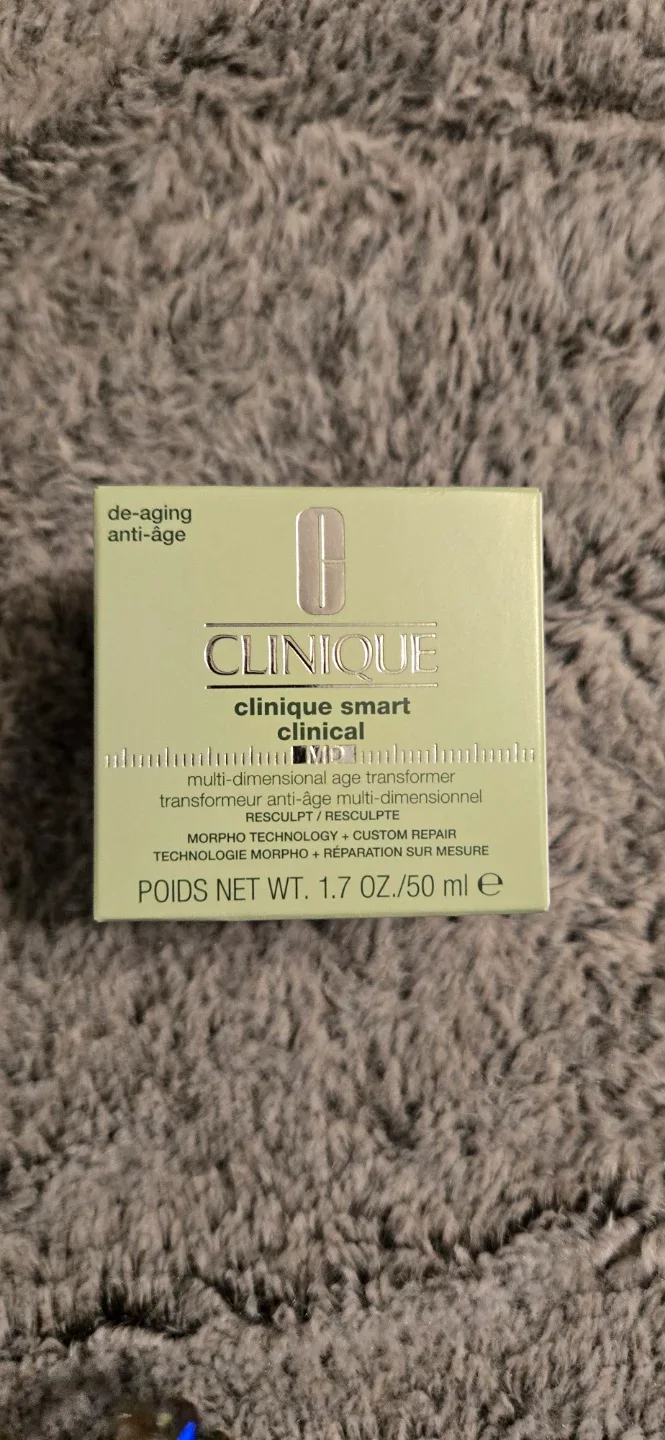 de-aging
anti-âge
CLINIQUE
clinique smart
clinical
MD
multi-dimensional age transformer
transformeur anti-âge multi-dimensionnel
RESCULPT / RESCULPTE
MORPHO TECHNOLOGY + CUSTOM REPAIR
TECHNOLOGIE MORPHO + RÉPARATION SUR MESURE
POIDS NET WT. 1.7 OZ./50 ml ℮